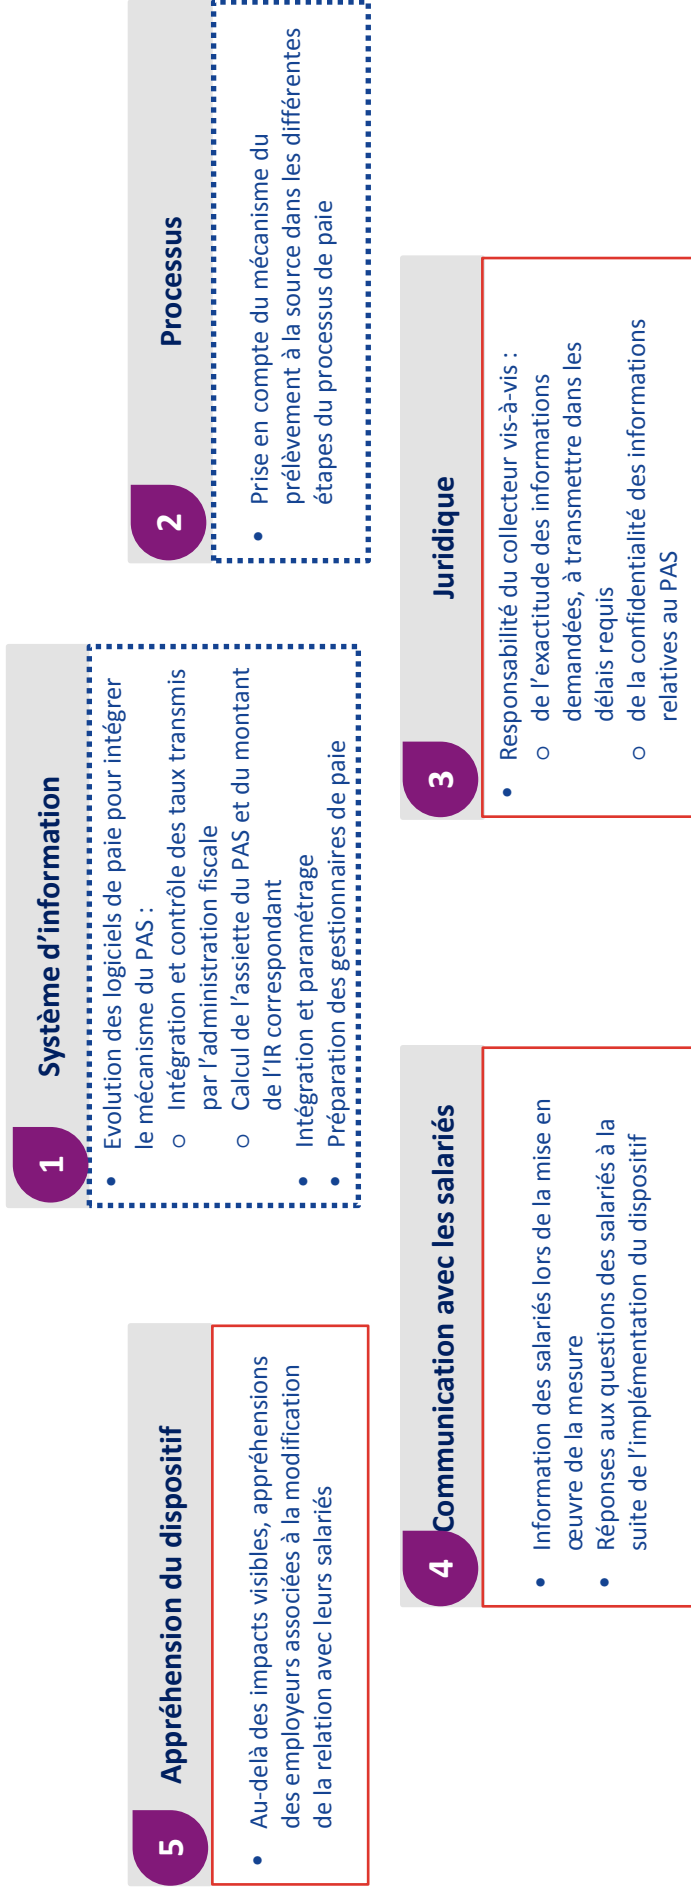 1
Système d’information
• Evolution des logiciels de paie pour intégrer
le mécanisme du PAS :
o Intégration et contrôle des taux transmis
par l’administration fiscale
o Calcul de l’assiette du PAS et du montant
de l’IR correspondant
• Intégration et paramétrage
• Préparation des gestionnaires de paie
2
Processus
• Prise en compte du mécanisme du
prélèvement à la source dans les différentes
étapes du processus de paie
3
Juridique
• Responsabilité du collecteur vis-à-vis :
o de l’exactitude des informations
demandées, à transmettre dans les
délais requis
o de la confidentialité des informations
relatives au PAS
4
Communication avec les salariés
• Information des salariés lors de la mise en
œuvre de la mesure
• Réponses aux questions des salariés à la
suite de l’implémentation du dispositif
5
Appréhension du dispositif
• Au-delà des impacts visibles, appréhensions
des employeurs associées à la modification
de la relation avec leurs salariés